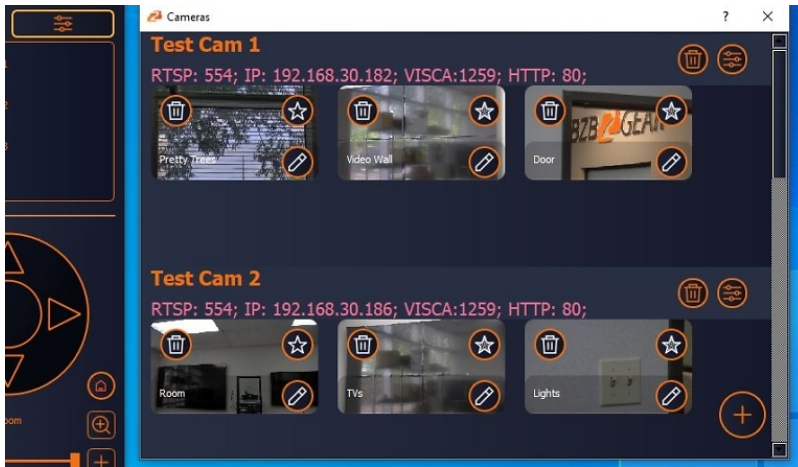 Cameras
Test Cam 1
RTSP: 554; IP: 192.168.30.182; VISCA:1259; HTTP: 80;
Pretty Trees
Video Wall
Door
BZB GEAR
Test Cam 2
RTSP: 554; IP: 192.168.30.186; VISCA:1259; HTTP: 80;
Room
TVs
Lights
oom